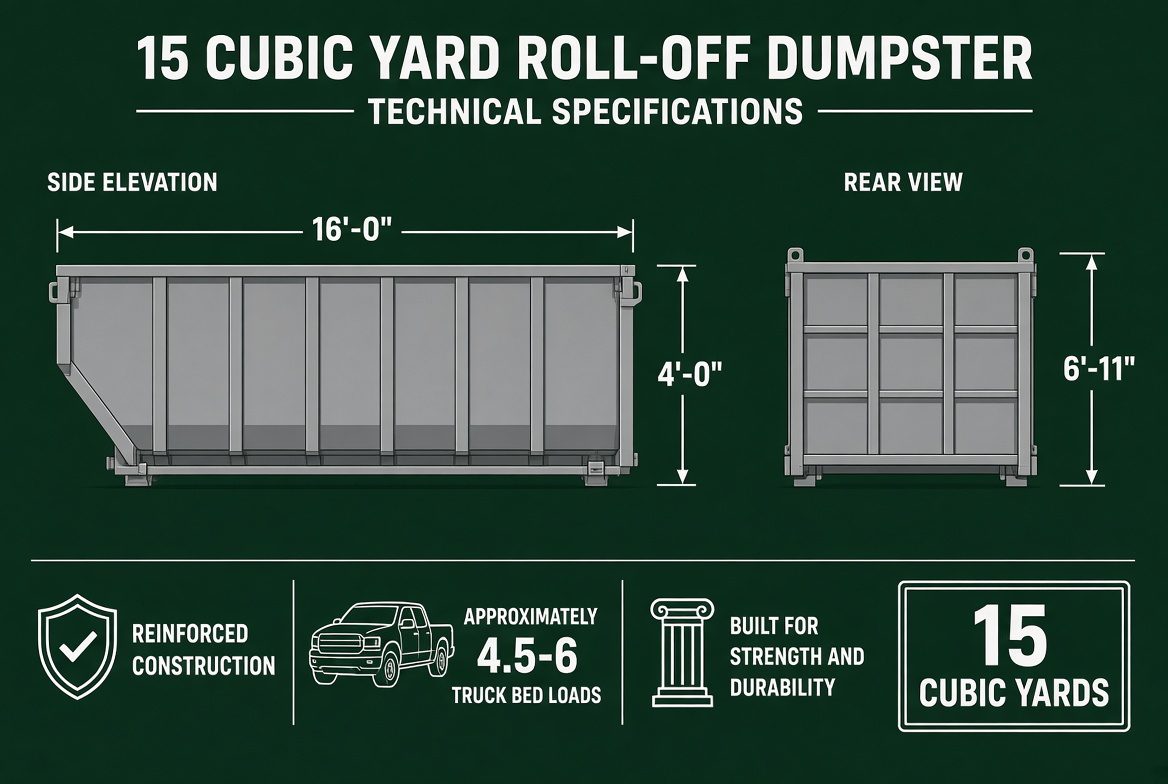 15 CUBIC YARD ROLL-OFF DUMPSTER
TECHNICAL SPECIFICATIONS
SIDE ELEVATION
REAR VIEW
16'-0"
4'-0"
6'-11"
REINFORCED
CONSTRUCTION
APPROXIMATELY
4.5-6
TRUCK BED LOADS
BUILT FOR
STRENGTH AND
DURABILITY
15
CUBIC YARDS